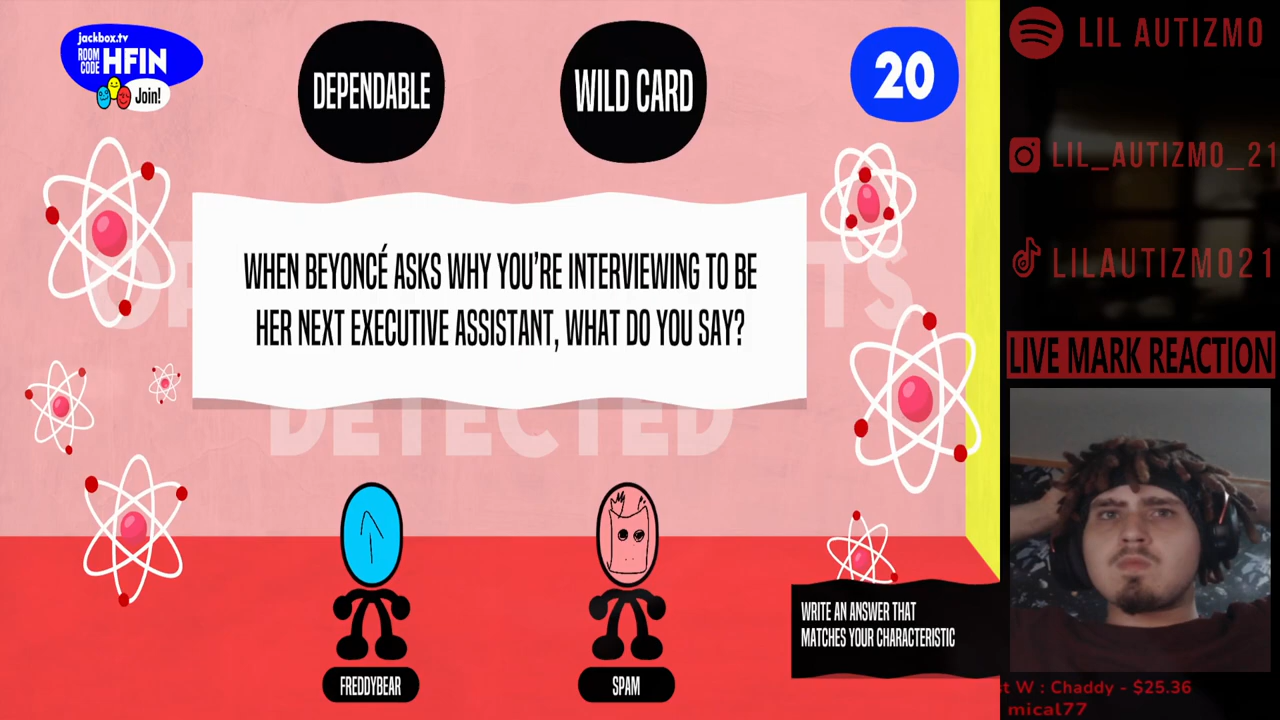 jackbox.tv
ROOM CODE HFIN
Join!
DEPENDABLE
WILD CARD
20
WHEN BEYONCÉ ASKS WHY YOU'RE INTERVIEWING TO BE
HER NEXT EXECUTIVE ASSISTANT, WHAT DO YOU SAY?
DETECTED
WRITE AN ANSWER THAT
MATCHES YOUR CHARACTERISTIC
FREDDYBEAR
SPAM
LIL AUTIZMO
LIL_AUTIZMO_21
LILAUTIZMO21
LIVE MARK REACTION
st W : Chaddy - $25.36
mical77